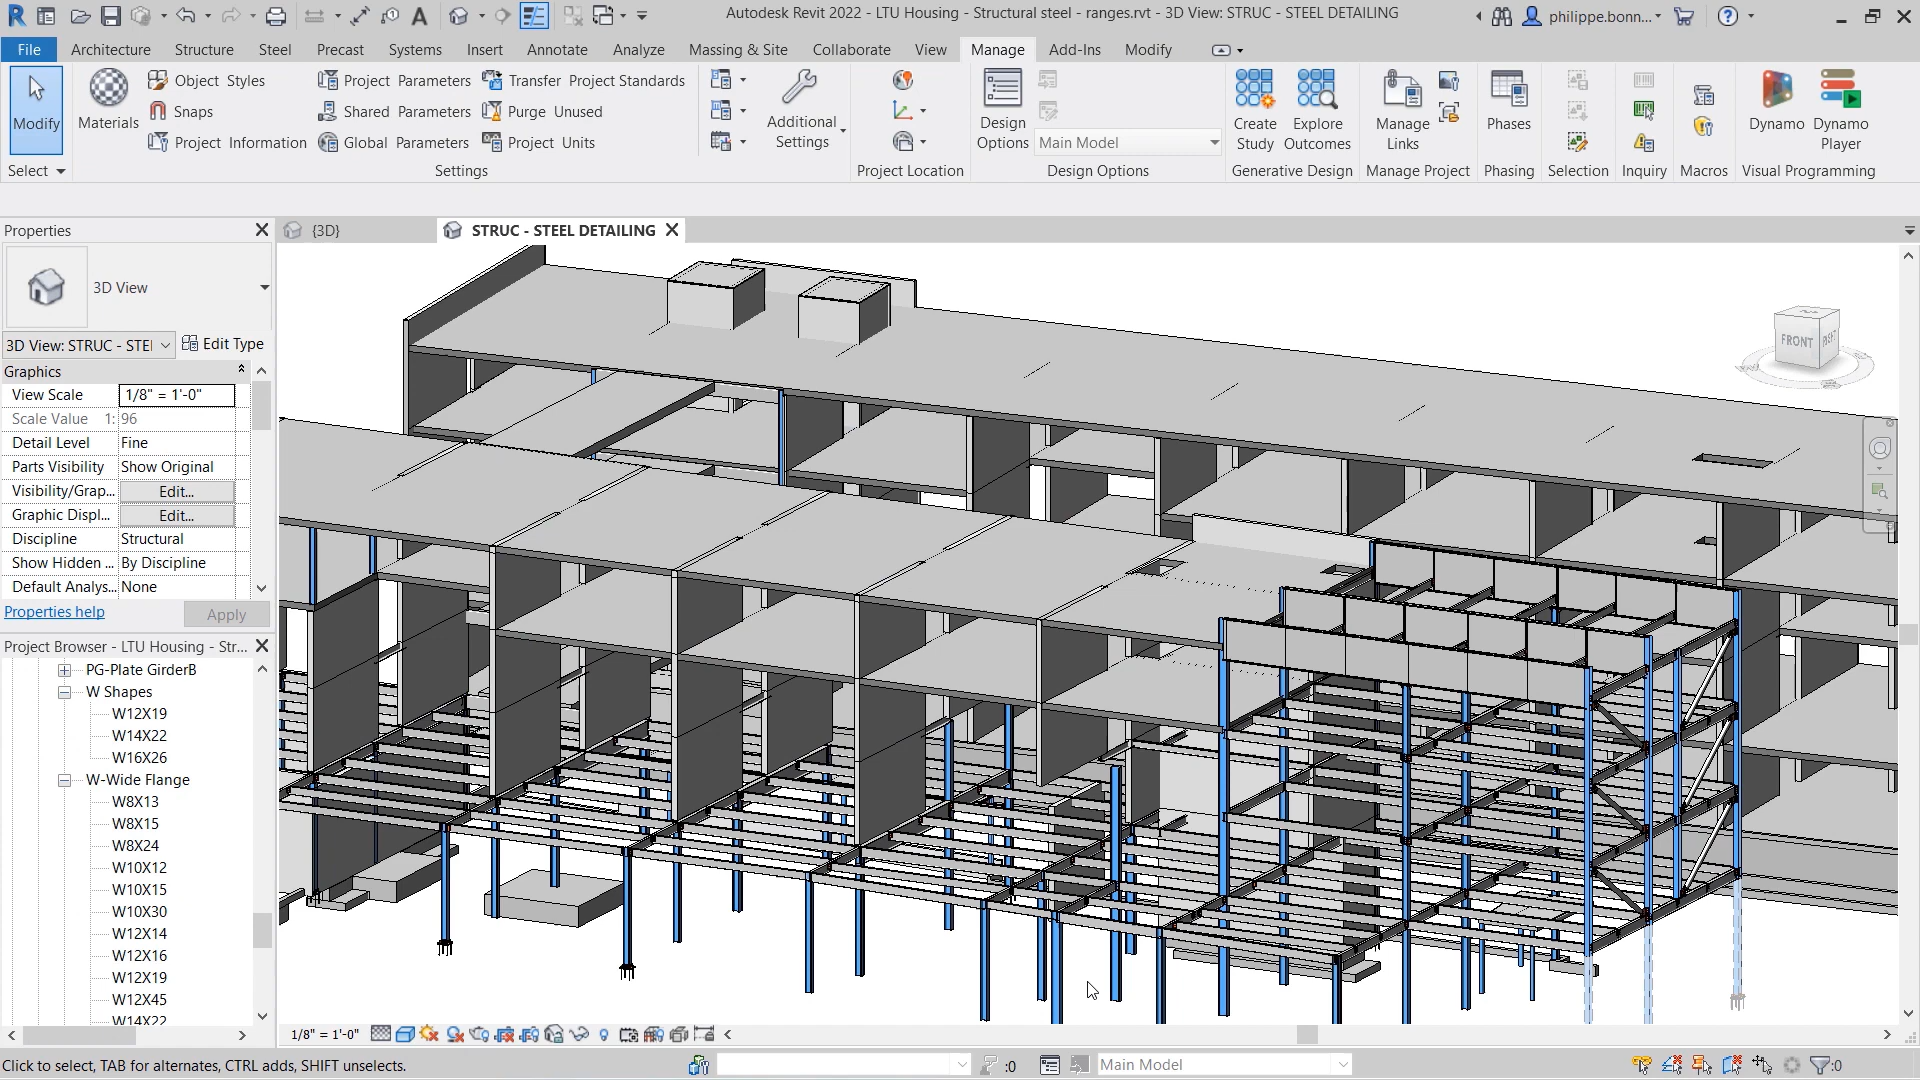 Autodesk Revit 2022 - LTU Housing - Structural steel - ranges.rvt - 3D View: STRUC - STEEL DETAILING
philippe.bonn...
File Architecture Structure Steel Precast Systems Insert Annotate Analyze Massing & Site Collaborate View Manage Add-Ins Modify
Modify
Select
Materials
Object Styles
Snaps
Project Information
Project Parameters
Shared Parameters
Global Parameters
Transfer Project Standards
Purge Unused
Project Units
Settings
Additional
Settings
Project Location
Design
Options
Main Model
Design Options
Create
Study
Explore
Outcomes
Generative Design
Manage
Links
Manage Project
Phases
Phasing
Selection
Inquiry
Macros
Dynamo
Dynamo
Player
Visual Programming
Properties
3D View
3D View: STRUC - STEI
Edit Type
Graphics
View Scale 1/8" = 1'-0"
Scale Value 1: 96
Detail Level Fine
Parts Visibility Show Original
Visibility/Grap... Edit...
Graphic Displ... Edit...
Discipline Structural
Show Hidden ... By Discipline
Default Analys... None
Properties help
Apply
Project Browser - LTU Housing - Str...
PG-Plate GirderB
W Shapes
W12X19
W14X22
W16X26
W-Wide Flange
W8X13
W8X15
W8X24
W10X12
W10X15
W10X30
W12X14
W12X16
W12X19
W12X45
W14X22
{3D}
STRUC - STEEL DETAILING
FRONT
RIGHT
1/8" = 1'-0"
Click to select, TAB for alternates, CTRL adds, SHIFT unselects.
:0
Main Model
:0